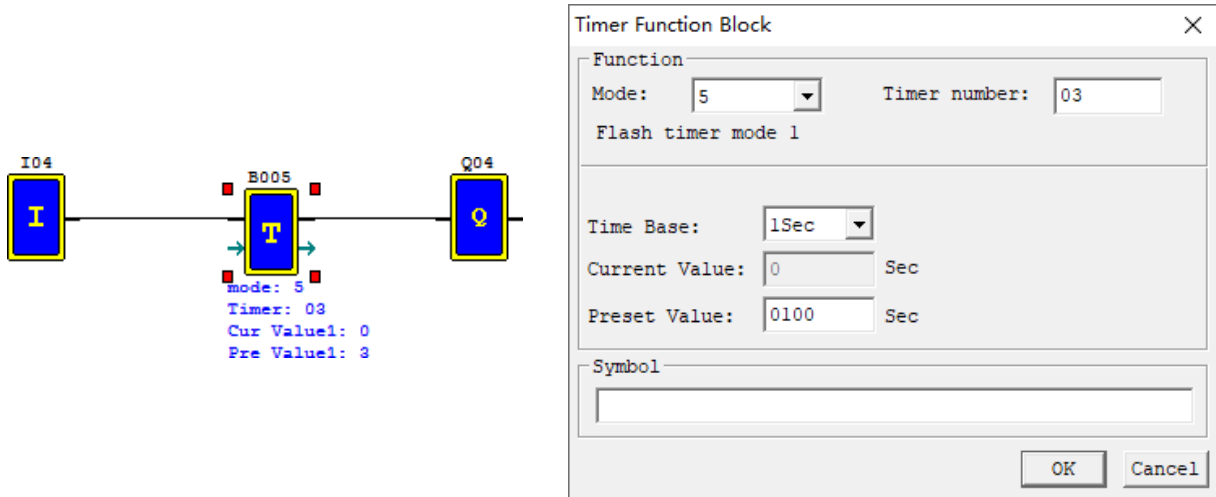 I04
I
B005
T
mode: 5
Timer: 03
Cur Value1: 0
Pre Value1: 3
Q04
Q
Timer Function Block
Function
Mode: 5 Timer number: 03
Flash timer mode 1
Time Base: 1Sec
Current Value: 0 Sec
Preset Value: 0100 Sec
Symbol
OK Cancel